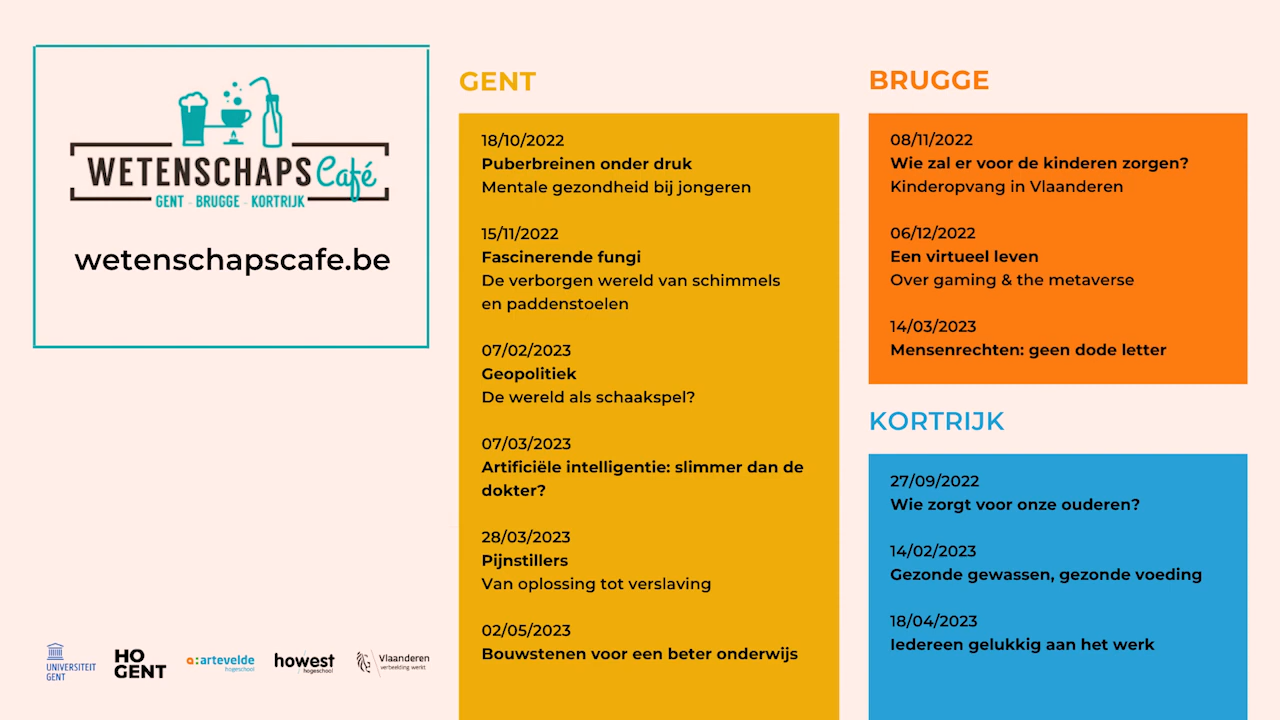 WETENSCHAPS Café
GENT - BRUGGE - KORTRIJK
wetenschapscafe.be
GENT
18/10/2022
Puberbreinen onder druk
Mentale gezondheid bij jongeren
15/11/2022
Fascinerende fungi
De verborgen wereld van schimmels
en paddenstoelen
07/02/2023
Geopolitiek
De wereld als schaakspel?
07/03/2023
Artificiële intelligentie: slimmer dan de
dokter?
28/03/2023
Pijnstillers
Van oplossing tot verslaving
02/05/2023
Bouwstenen voor een beter onderwijs
BRUGGE
08/11/2022
Wie zal er voor de kinderen zorgen?
Kinderopvang in Vlaanderen
06/12/2022
Een virtueel leven
Over gaming & the metaverse
14/03/2023
Mensenrechten: geen dode letter
KORTRIJK
27/09/2022
Wie zorgt voor onze ouderen?
14/02/2023
Gezonde gewassen, gezonde voeding
18/04/2023
Iedereen gelukkig aan het werk
UNIVERSITEIT
GENT
HO
GENT
a:artevelde
hogeschool
howest
hogeschool
Vlaanderen
verbeelding werkt